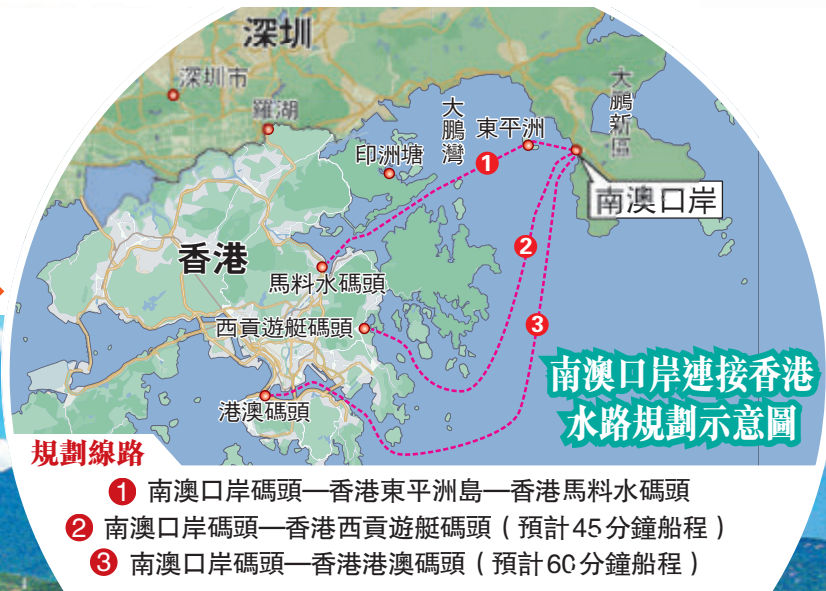 深圳
深圳市
羅湖
大鵬新區
大鵬灣
東平洲
印洲塘
南澳口岸
1
2
3
香港
馬料水碼頭
西貢遊艇碼頭
港澳碼頭
南澳口岸連接香港
水路規劃示意圖
規劃線路
1 南澳口岸碼頭—香港東平洲島—香港馬料水碼頭
2 南澳口岸碼頭—香港西貢遊艇碼頭（預計45分鐘船程）
3 南澳口岸碼頭—香港港澳碼頭（預計60分鐘船程）